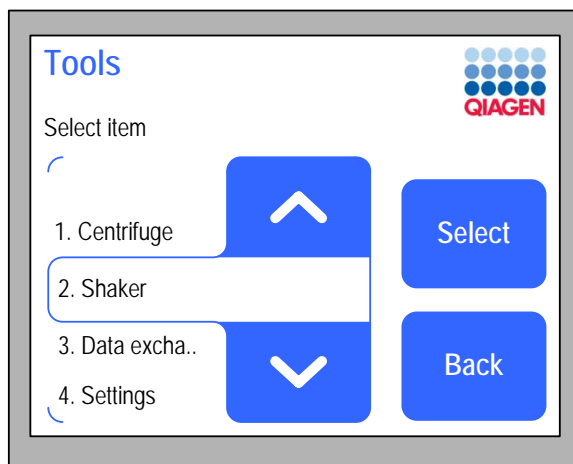 Tools
QIAGEN
Select item
1. Centrifuge
Select
2. Shaker
3. Data excha..
Back
4. Settings